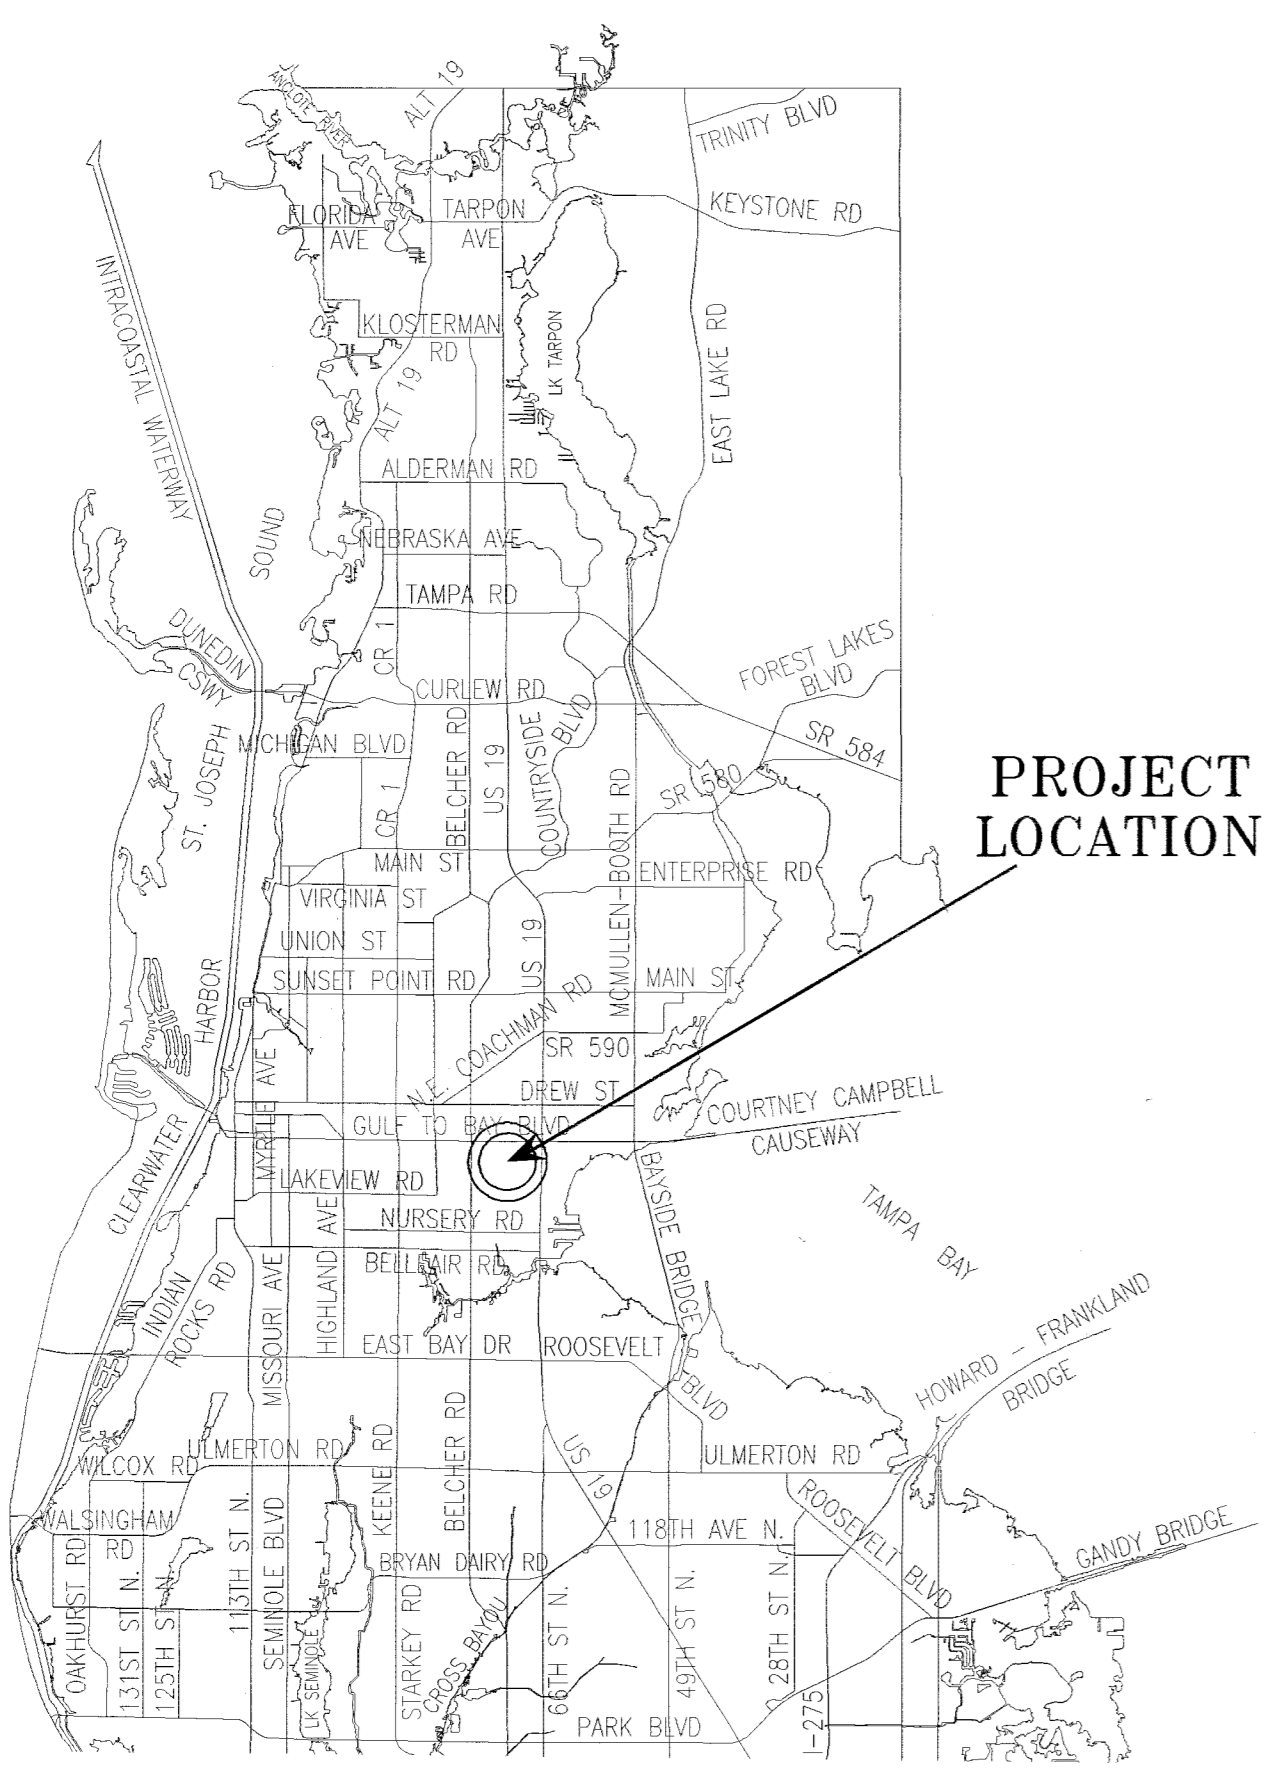 ALT 19
ANCLOTE RIVER
TRINITY BLVD
KEYSTONE RD
FLORIDA
AVE
TARPON
AVE
INTRACOASTAL WATERWAY
KLOSTERMAN
RD
LK TARPON
EAST LAKE RD
ALT 19
ALDERMAN RD
SOUND
NEBRASKA AVE
TAMPA RD
DUNEDIN
CSWY
CR 1
FOREST LAKES
BLVD
CURLEW RD
ST. JOSEPH
MICHIGAN BLVD
BELCHER RD
US 19
COUNTRYSIDE
BLVD
SR 584
SR 580
PROJECT
LOCATION
CR 1
MCMULLEN-BOOTH RD
MAIN ST
ENTERPRISE RD
VIRGINIA ST
UNION ST
US 19
SUNSET POINT RD
MAIN ST
HARBOR
N.E. COACHMAN RD
SR 590
MYRTLE AVE
DREW ST
COURTNEY CAMPBELL
CAUSEWAY
GULF TO BAY BLVD
CLEARWATER
LAKEVIEW RD
BAYSIDE BRIDGE
TAMPA
BAY
NURSERY RD
HIGHLAND AVE
BELLEAIR RD
MISSOURI AVE
INDIAN
ROCKS RD
EAST BAY DR
ROOSEVELT
BLVD
HOWARD - FRANKLAND
BRIDGE
BELCHER RD
ULMERTON RD
KEENE RD
US 19
ULMERTON RD
WILCOX RD
WALSINGHAM
RD
113TH ST N.
SEMINOLE BLVD
118TH AVE N.
ROOSEVELT BLVD
GANDY BRIDGE
BRYAN DAIRY RD
OAKHURST RD
131ST ST N.
125TH ST N.
LK SEMINOLE
STARKEY RD
CROSS BAYOU
66TH ST N.
49TH ST N.
28TH ST N.
I-275
PARK BLVD